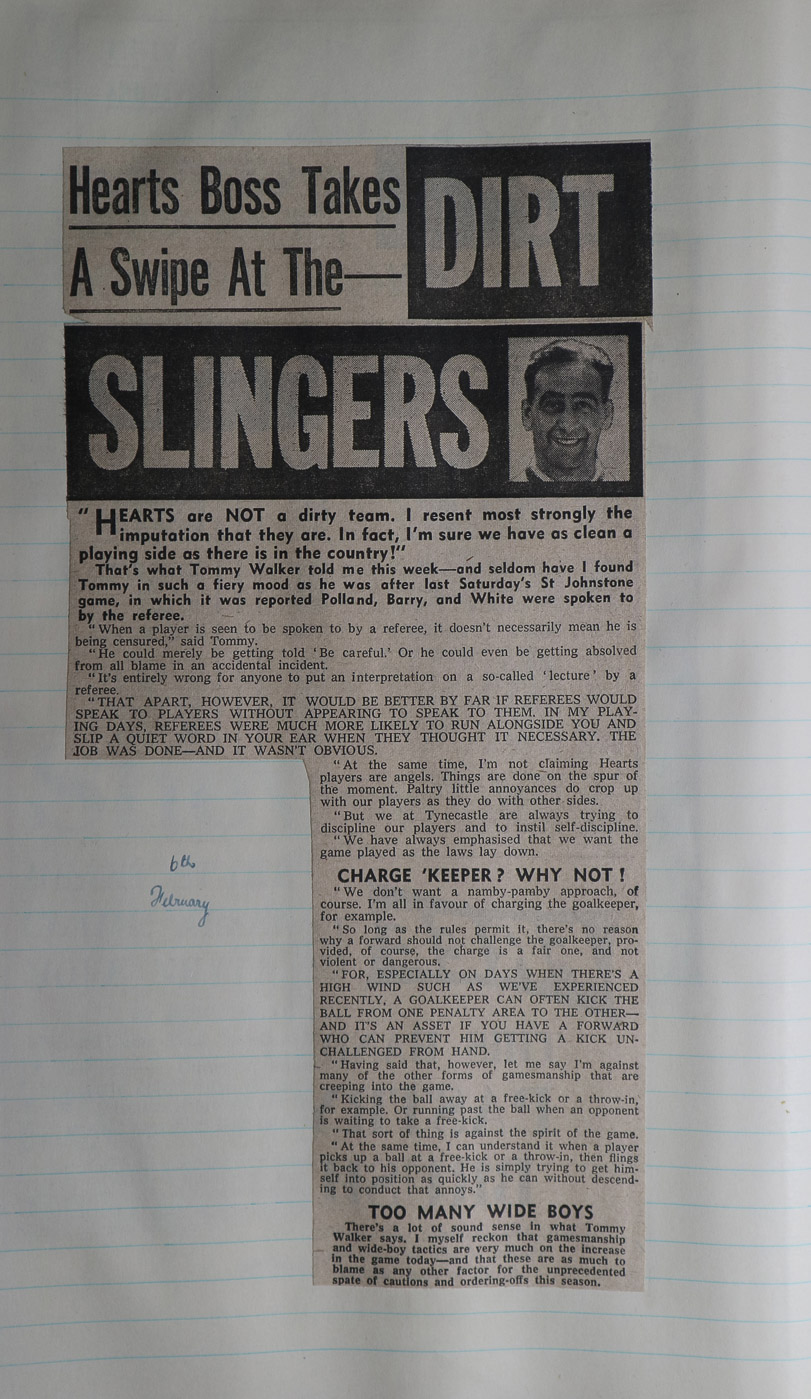 Hearts Boss Takes
A Swipe At The—
DIRT
SLINGERS
"HEARTS are NOT a dirty team. I resent most strongly the
imputation that they are. In fact, I'm sure we have as clean a
playing side as there is in the country!"
That's what Tommy Walker told me this week—and seldom have I found
Tommy in such a fiery mood as he was after last Saturday's St Johnstone
game, in which it was reported Polland, Barry, and White were spoken to
by the referee.
"When a player is seen to be spoken to by a referee, it doesn't necessarily mean he is
being censured," said Tommy.
"He could merely be getting told 'Be careful.' Or he could even be getting absolved
from all blame in an accidental incident.
"It's entirely wrong for anyone to put an interpretation on a so-called 'lecture' by a
referee.
"THAT APART, HOWEVER, IT WOULD BE BETTER BY FAR IF REFEREES WOULD
SPEAK TO PLAYERS WITHOUT APPEARING TO SPEAK TO THEM. IN MY PLAY-
ING DAYS, REFEREES WERE MUCH MORE LIKELY TO RUN ALONGSIDE YOU AND
SLIP A QUIET WORD IN YOUR EAR WHEN THEY THOUGHT IT NECESSARY. THE
JOB WAS DONE—AND IT WASN'T OBVIOUS.
"At the same time, I'm not claiming Hearts
players are angels. Things are done on the spur of
the moment. Paltry little annoyances do crop up
with our players as they do with other sides.
"But we at Tynecastle are always trying to
discipline our players and to instil self-discipline.
"We have always emphasised that we want the
game played as the laws lay down.
CHARGE 'KEEPER? WHY NOT!
"We don't want a namby-pamby approach, of
course. I'm all in favour of charging the goalkeeper,
for example.
"So long as the rules permit it, there's no reason
why a forward should not challenge the goalkeeper, pro-
vided, of course, the charge is a fair one, and not
violent or dangerous.
"FOR, ESPECIALLY ON DAYS WHEN THERE'S A
HIGH WIND SUCH AS WE'VE EXPERIENCED
RECENTLY, A GOALKEEPER CAN OFTEN KICK THE
BALL FROM ONE PENALTY AREA TO THE OTHER—
AND IT'S AN ASSET IF YOU HAVE A FORWARD
WHO CAN PREVENT HIM GETTING A KICK UN-
CHALLENGED FROM HAND.
"Having said that, however, let me say I'm against
many of the other forms of gamesmanship that are
creeping into the game.
"Kicking the ball away at a free-kick or a throw-in,
for example. Or running past the ball when an opponent
is waiting to take a free-kick.
"That sort of thing is against the spirit of the game.
"At the same time, I can understand it when a player
picks up a ball at a free-kick or a throw-in, then flings
it back to his opponent. He is simply trying to get him-
self into position as quickly as he can without descend-
ing to conduct that annoys."
TOO MANY WIDE BOYS
There's a lot of sound sense in what Tommy
Walker says. I myself reckon that gamesmanship
and wide-boy tactics are very much on the increase
in the game today—and that these are as much to
blame as any other factor for the unprecedented
spate of cautions and ordering-offs this season.
6th
February